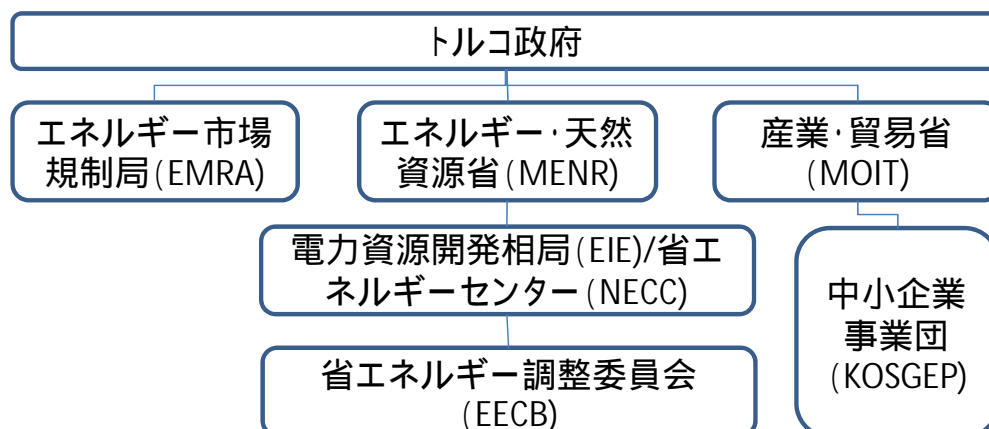 トルコ政府
エネルギー市場
規制局(EMRA)
エネルギー・天然
資源省(MENR)
産業・貿易省
(MOIT)
電力資源開発相局(EIE)/省エ
ネルギーセンター(NECC)
中小企業
事業団
(KOSGEP)
省エネルギー調整委員会
(EECB)